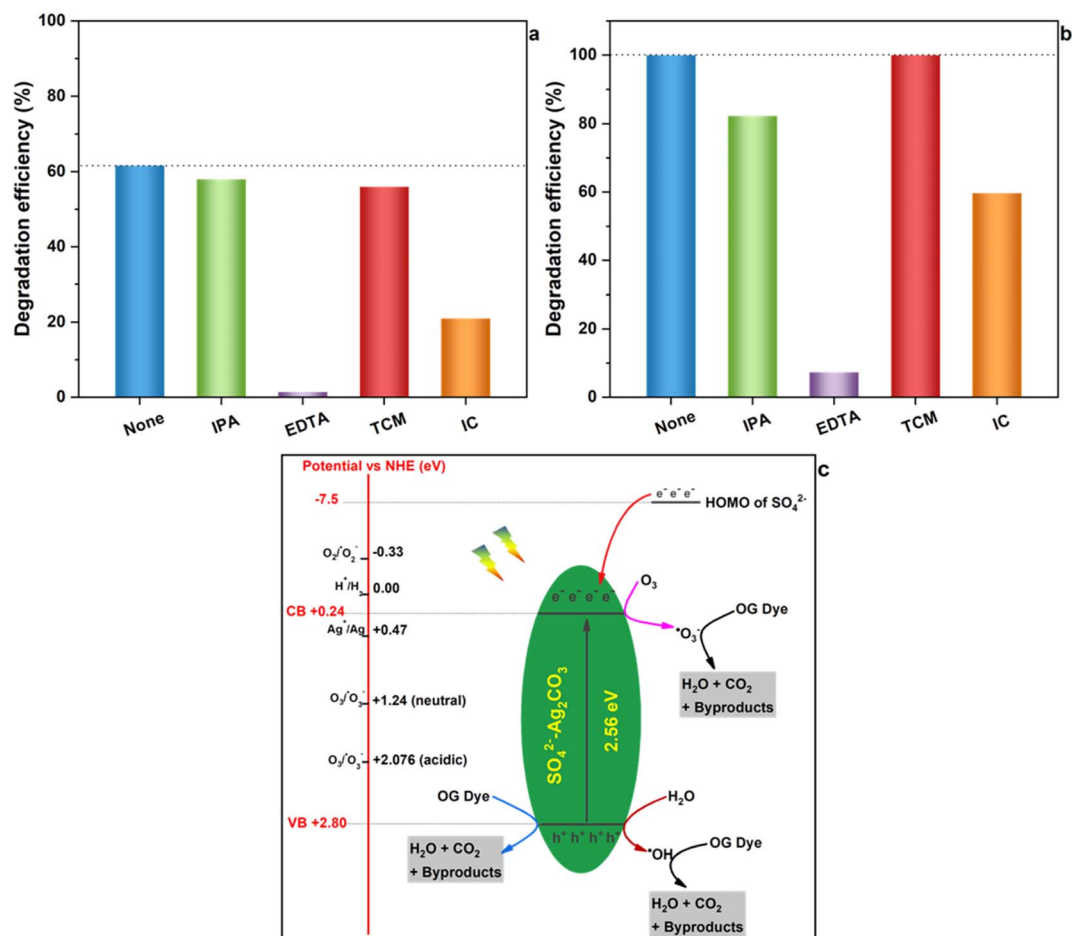 a
Degradation efficiency (%)
100
80
60
40
20
0
None
IPA
EDTA
TCM
IC
b
Degradation efficiency (%)
100
80
60
40
20
0
None
IPA
EDTA
TCM
IC
c
Potential vs NHE (eV)
-7.5
e⁻ e⁻ e⁻
HOMO of SO₄²⁻
O₂/•O₂⁻ -0.33
H⁺/H₂ 0.00
CB +0.24
Ag⁺/Ag +0.47
O₃/•O₃⁻ +1.24 (neutral)
O₃/•O₃⁻ +2.076 (acidic)
VB +2.80
e⁻ e⁻ e⁻ e⁻
SO₄²⁻-Ag₂CO₃
2.56 eV
h⁺ h⁺ h⁺ h⁺
O₃
•O₃⁻
OG Dye
H₂O + CO₂
+ Byproducts
OG Dye
H₂O + CO₂
+ Byproducts
H₂O
•OH
OG Dye
H₂O + CO₂
+ Byproducts